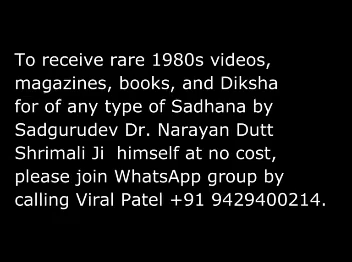 To receive rare 1980s videos,
magazines, books, and Diksha
for of any type of Sadhana by
Sadgurudev Dr. Narayan Dutt
Shrimali Ji  himself at no cost,
please join WhatsApp group by
calling Viral Patel +91 9429400214.